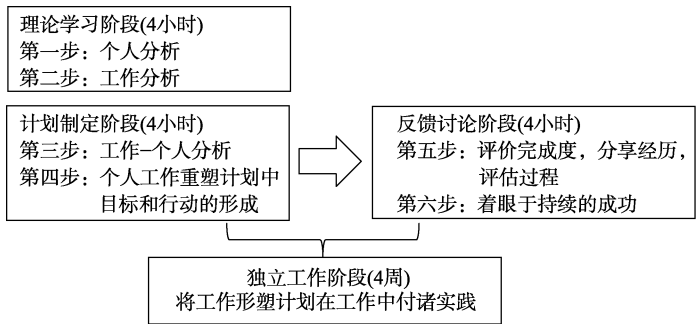 理论学习阶段(4小时)
第一步：个人分析
第二步：工作分析
计划制定阶段(4小时)
第三步：工作–个人分析
第四步：个人工作重塑计划中
目标和行动的形成
反馈讨论阶段(4小时)
第五步：评价完成度，分享经历，
评估过程
第六步：着眼于持续的成功
独立工作阶段(4周)
将工作形塑计划在工作中付诸实践